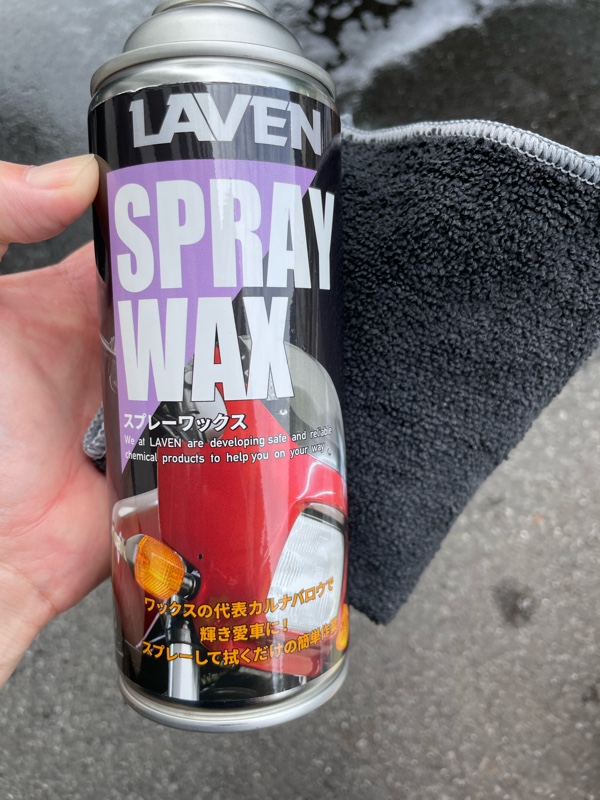 LAVEN
SPRAY
WAX
スプレーワックス
We at LAVEN are developing safe and reliable
chemical products to help you on your way
ワックスの代表カルナバロウで
輝き愛車に！
スプレーして拭くだけの簡単作業